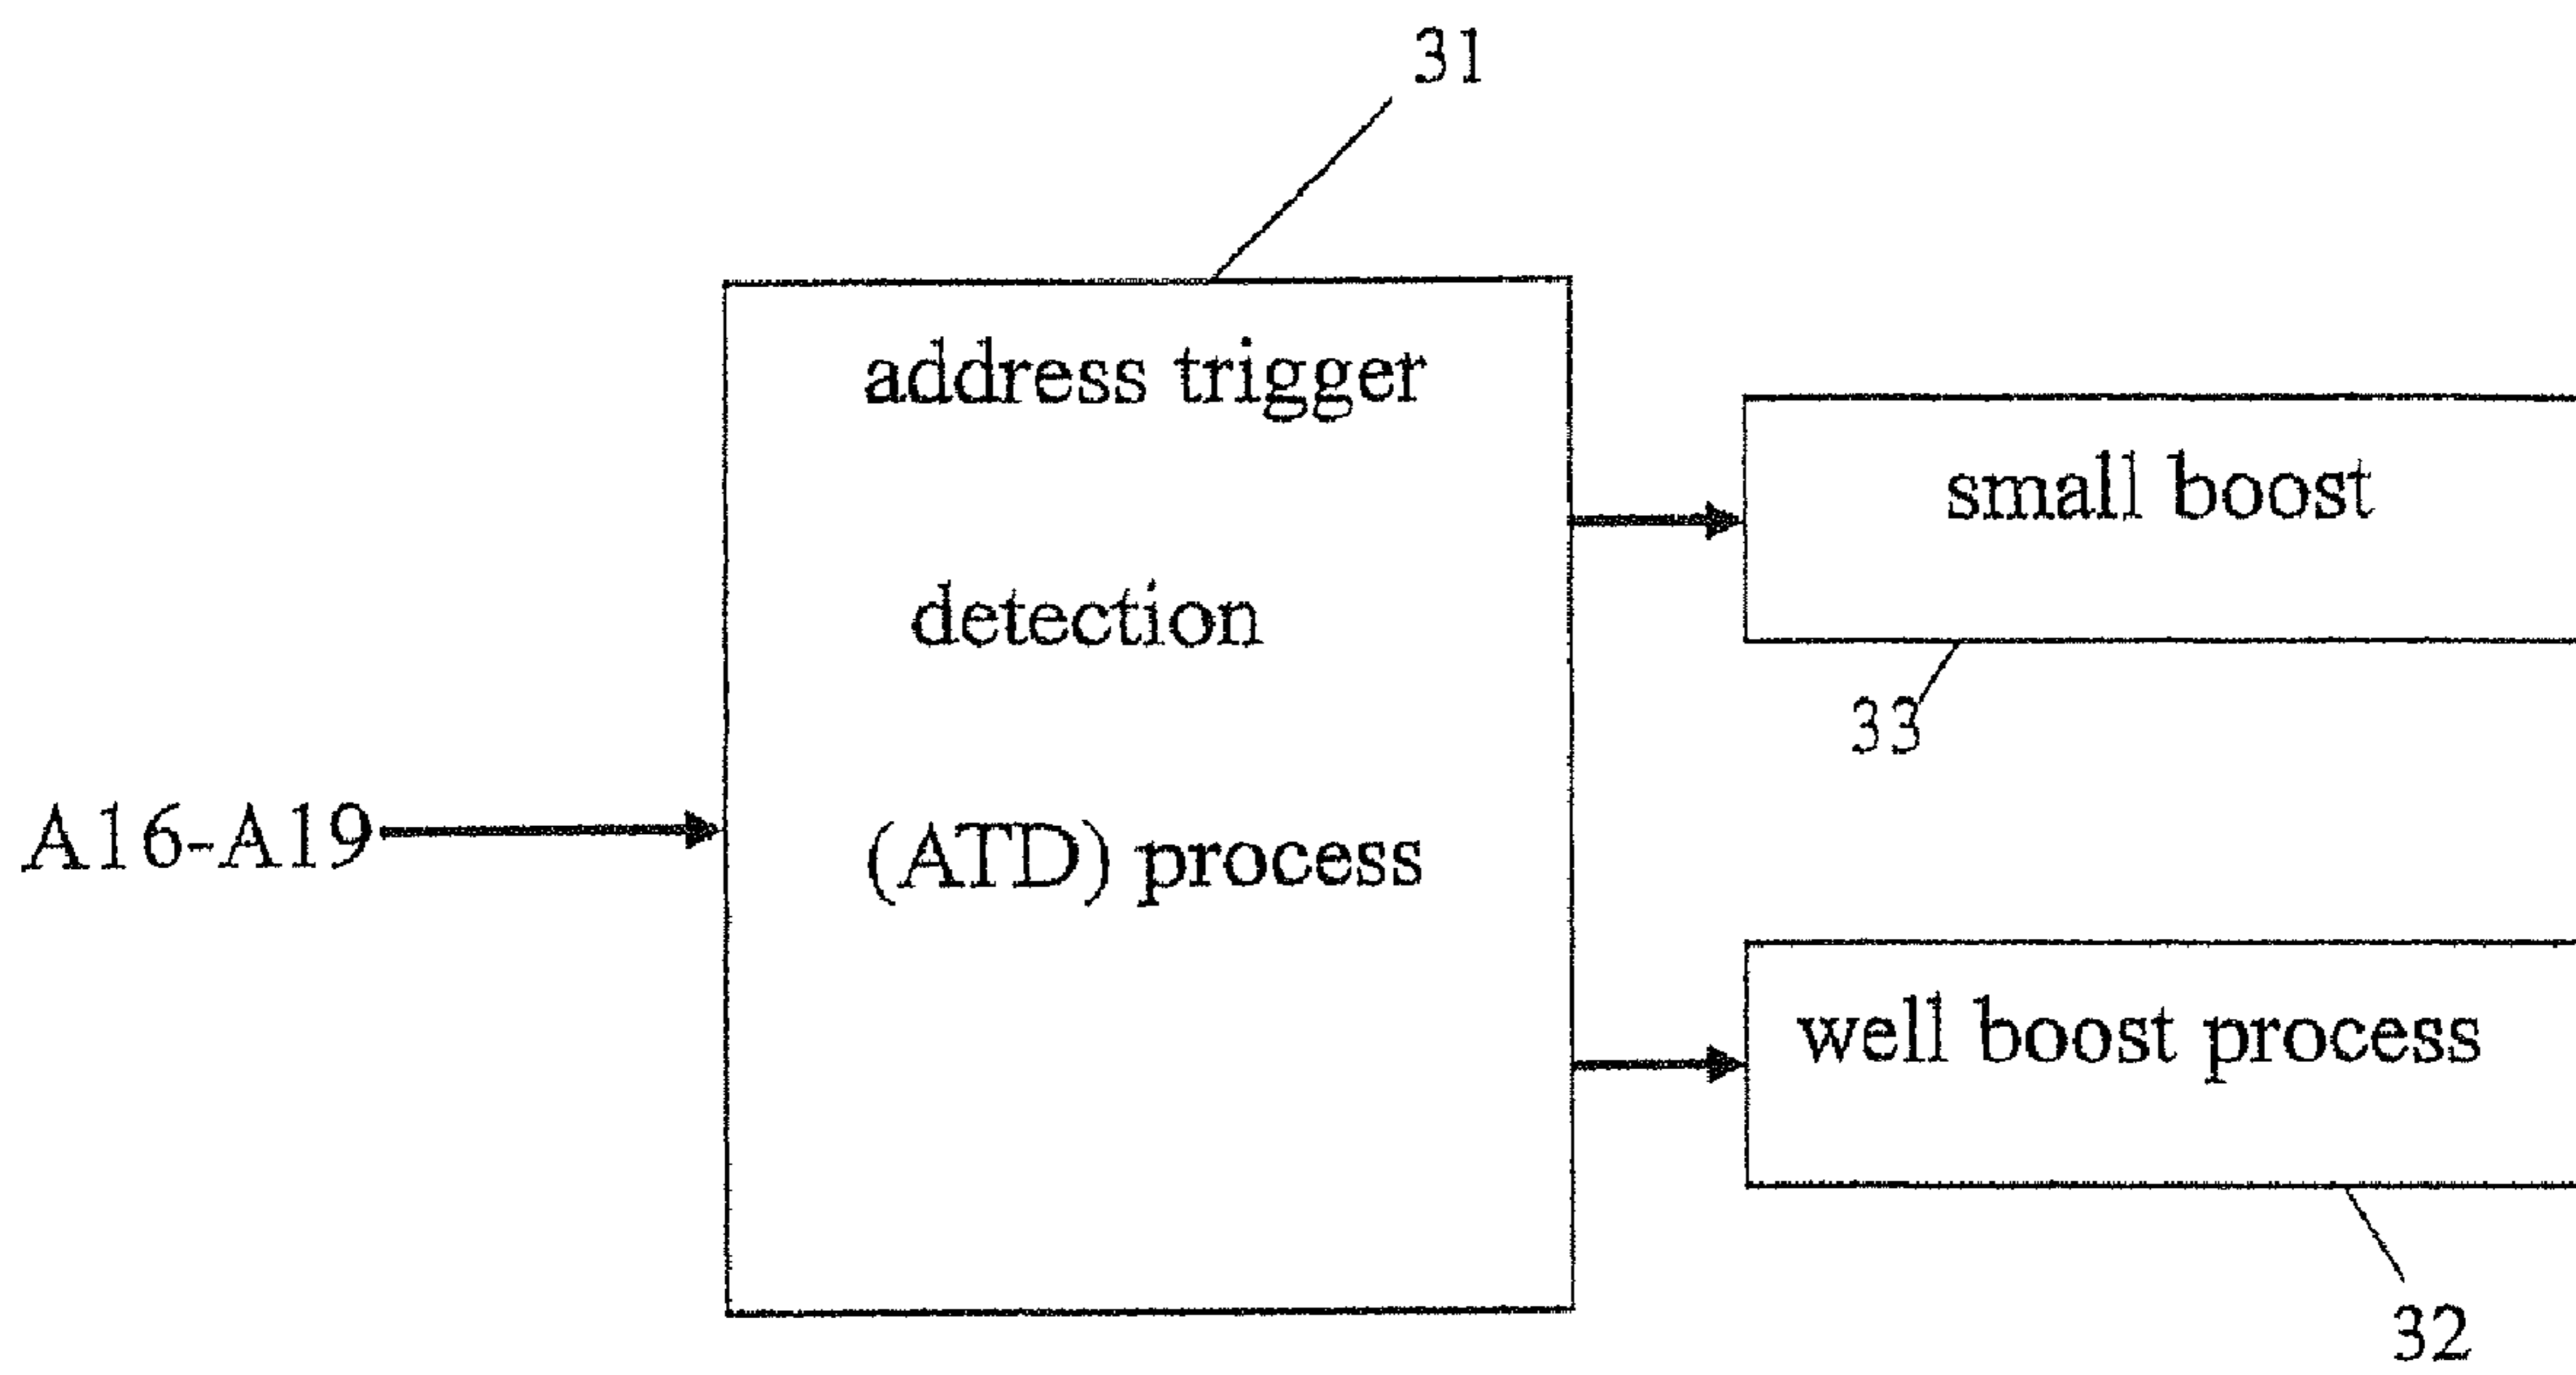 31
address trigger
detection
(ATD) process
A16-A19
small boost
33
well boost process
32